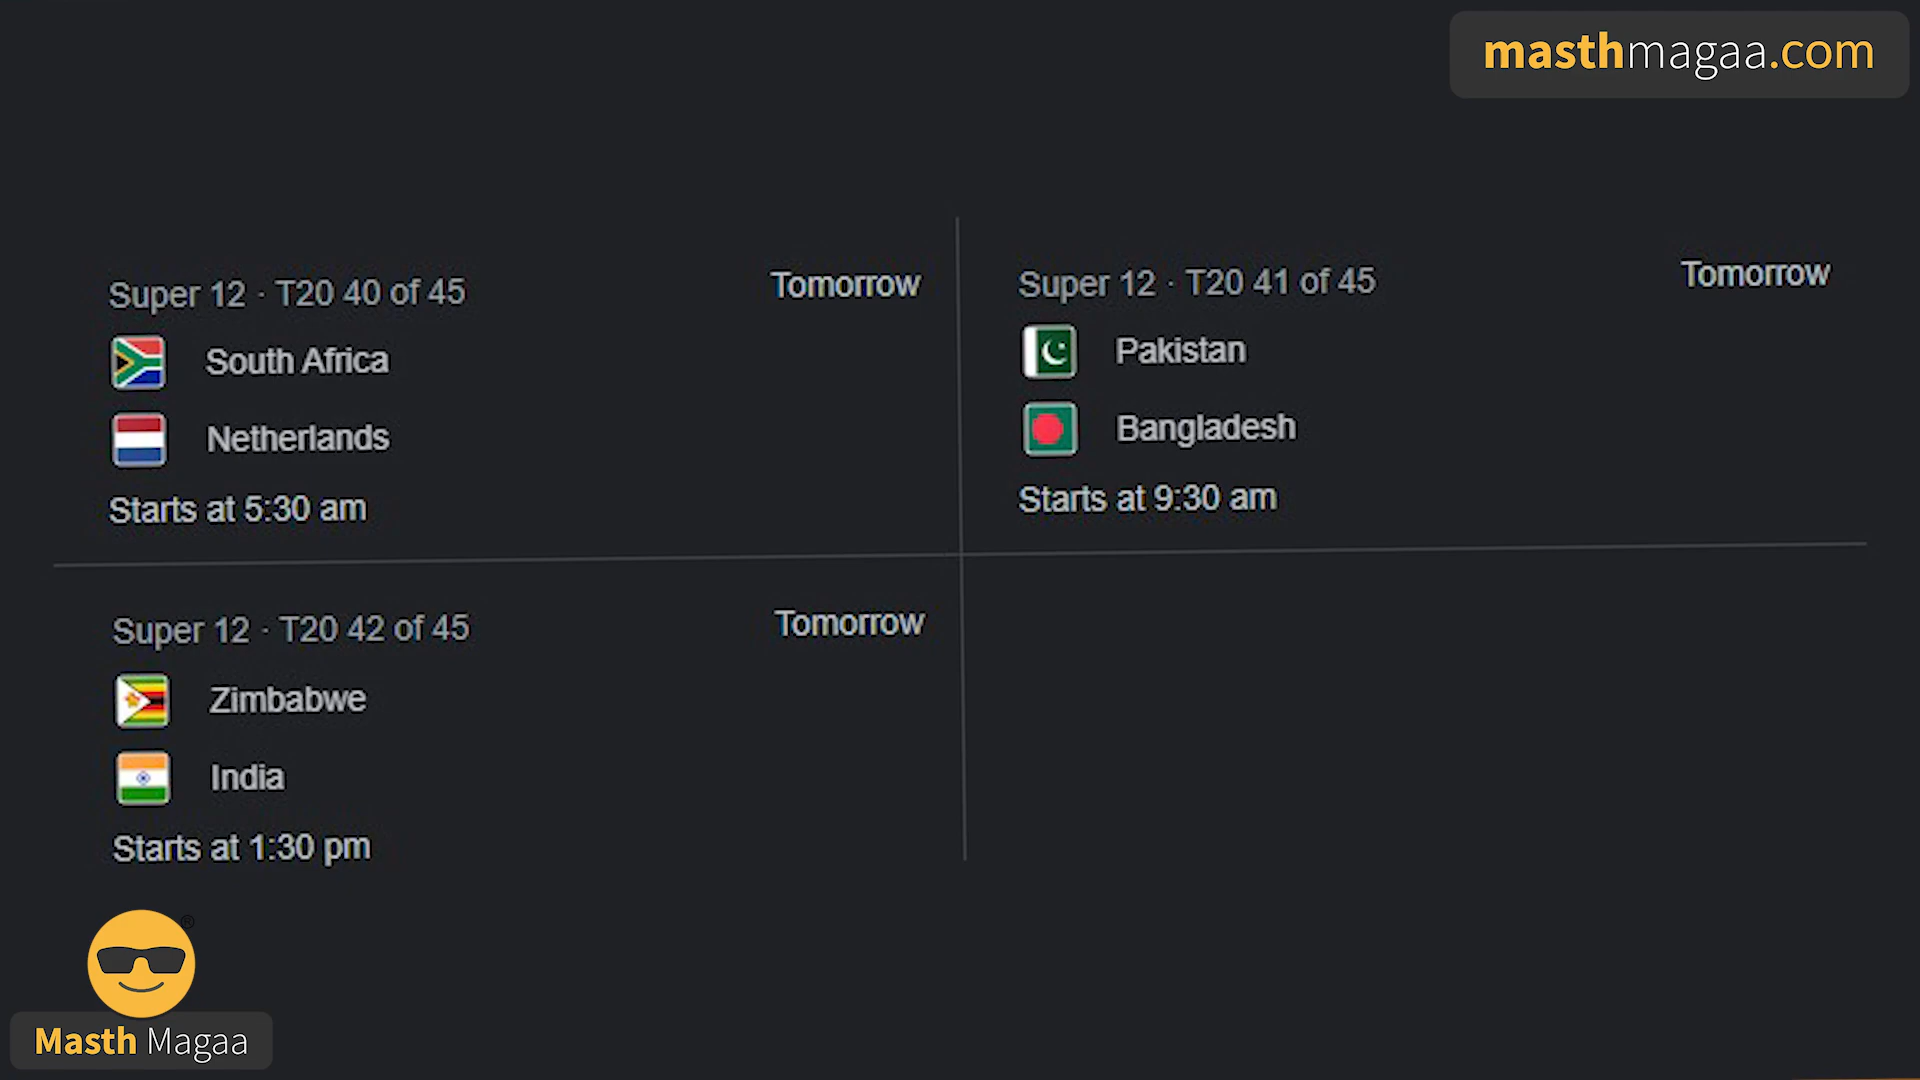 masthmagaa.com
Super 12 · T20 40 of 45
Tomorrow
South Africa
Netherlands
Starts at 5:30 am
Super 12 · T20 41 of 45
Tomorrow
Pakistan
Bangladesh
Starts at 9:30 am
Super 12 · T20 42 of 45
Tomorrow
Zimbabwe
India
Starts at 1:30 pm
®
Masth Magaa